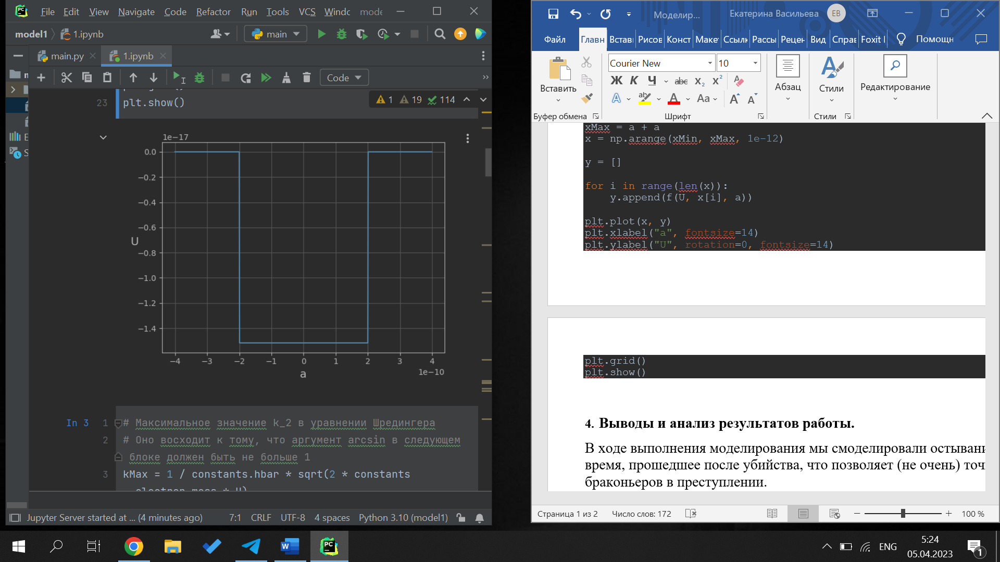 File Edit View Navigate Code Refactor Run Tools VCS Windc mode
model1 1.ipynb main
main.py 1.ipynb
Code
23 plt.show()
1 19 114
1e−17
0.0
−0.2
−0.4
−0.6
U
−0.8
−1.0
−1.2
−1.4
−4 −3 −2 −1 0 1 2 3 4
1e−10
a
In 3 1 # Максимальное значение k_2 в уравнении Шредингера
2 # Оно восходит к тому, что аргумент arcsin в следующем
блоке должен быть не больше 1
3 kMax = 1 / constants.hbar * sqrt(2 * constants
Jupyter Server started at ... (4 minutes ago) 7:1 CRLF UTF-8 4 spaces Python 3.10 (model1)
Моделир... Екатерина Васильева ЕВ
Файл Главн Встав Рисов Конст Макет Ссылк Рассы Рецен Вид Справ Foxit Помощн
Courier New 10
Вставить Ж К Ч abc x2 x2 Абзац Стили Редактирование
Aa
Буфер обмена Шрифт Стили
xMax = a + a
x = np.arange(xMin, xMax, 1e-12)
y = []
for i in range(len(x)):
y.append(f(U, x[i], a))
plt.plot(x, y)
plt.xlabel("a", fontsize=14)
plt.ylabel("U", rotation=0, fontsize=14)
plt.grid()
plt.show()
4. Выводы и анализ результатов работы.
В ходе выполнения моделирования мы смоделировали остывани
время, прошедшее после убийства, что позволяет (не очень) точ
браконьеров в преступлении.
Страница 1 из 2 Число слов: 172 100 %
ENG
5:24
05.04.2023
1